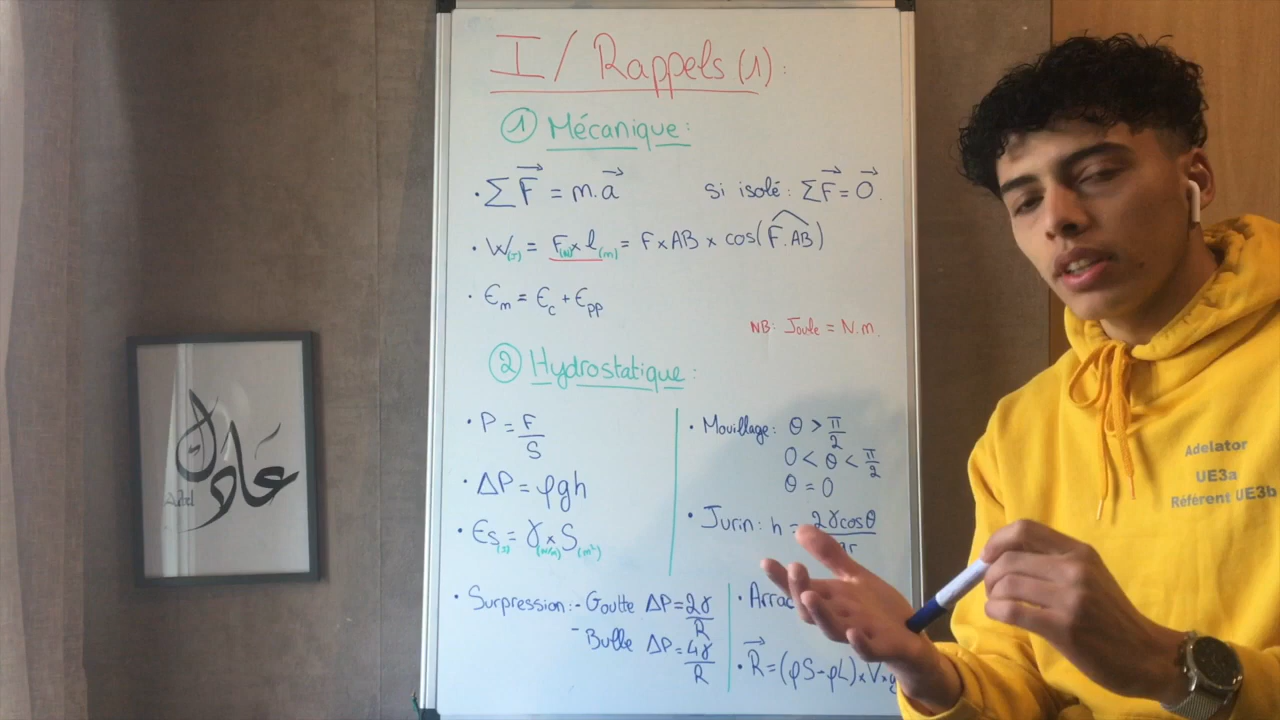 I/ Rappels (1):
① Mécanique:
• ΣF⃗ = m.a⃗
si isolé: ΣF⃗ = 0⃗.
• W(J) = F(N) x l(m) = F x AB x cos(F.AB)
• Em = Ec + Epp
NB: Joule = N.m.
② Hydrostatique:
• P = F/S
• ΔP = ρgh
• Es(J) = γ(N/m) x S(m²)
• Mouillage: θ > π/2
0 < θ < π/2
θ = 0
• Jurin: h = 2γcosθ
• Surpression: - Goutte ΔP = 2γ/R
- Bulle ΔP = 4γ/R
• R⃗ = (ρS-ρL) x V x g
عادل
Adel
Adelator
UE3a
Référent UE3b